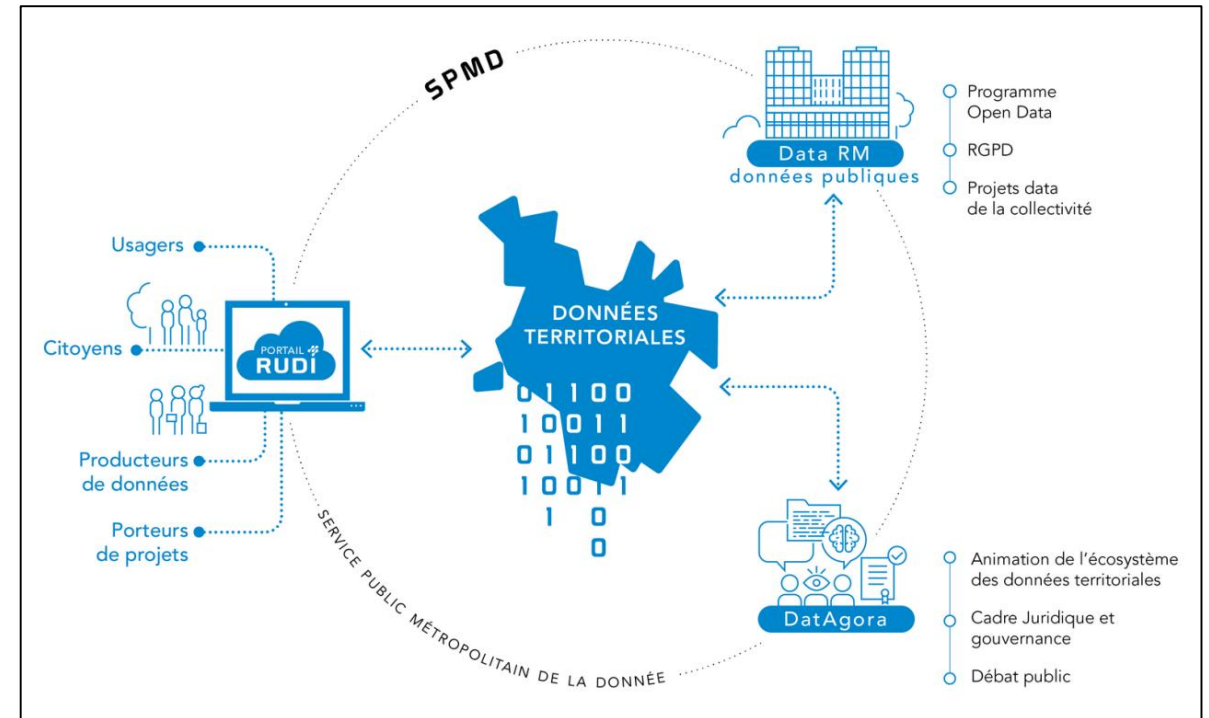 SPMD
Data RM
données publiques
Programme
Open Data
RGPD
Projets data
de la collectivité
Usagers
Citoyens
Producteurs
de données
Porteurs
de projets
PORTAIL
RUDI
DONNÉES
TERRITORIALES
01100
10011
01100
10011
1 0
0
SERVICE PUBLIC MÉTROPOLITAIN DE LA DONNÉE
DatAgora
Animation de l'écosystème
des données territoriales
Cadre Juridique et
gouvernance
Débat public